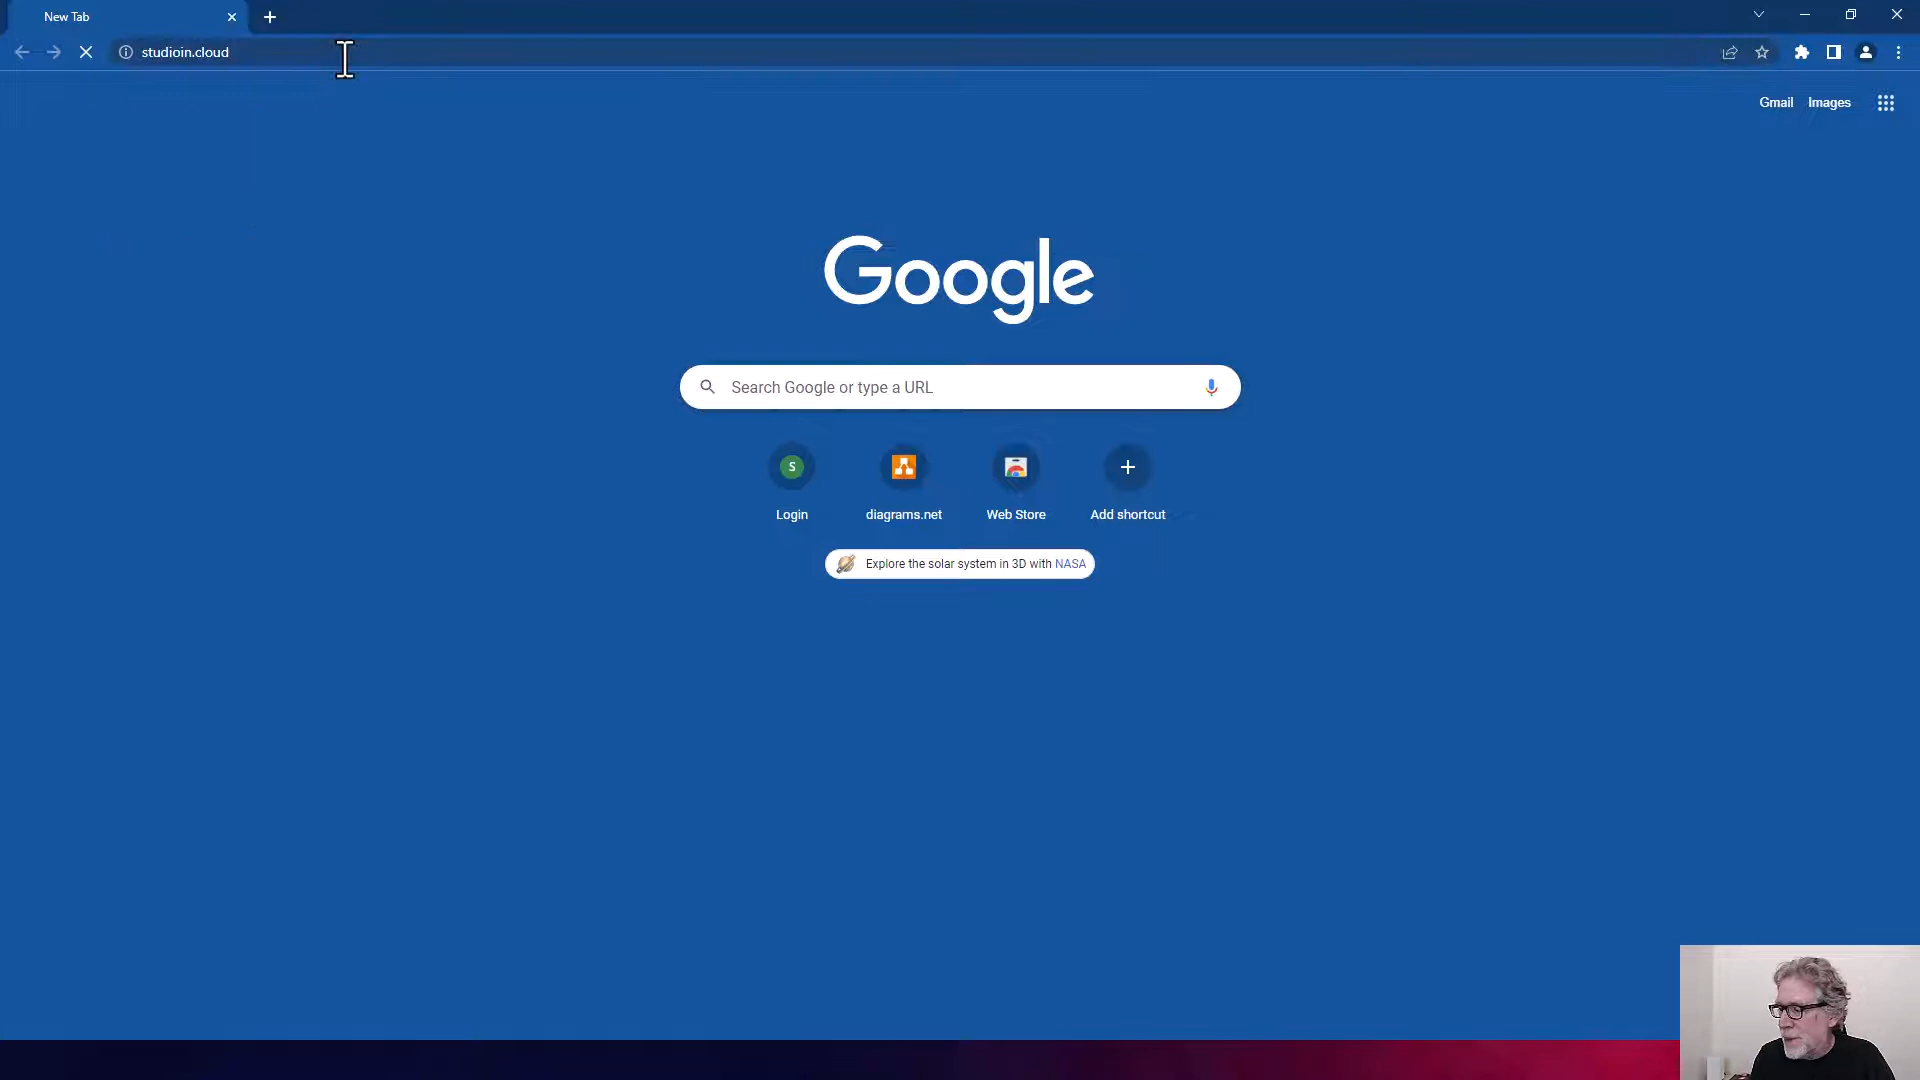 New Tab
studioin.cloud
Gmail Images
Google
Search Google or type a URL
S
Login diagrams.net Web Store Add shortcut
Explore the solar system in 3D with NASA